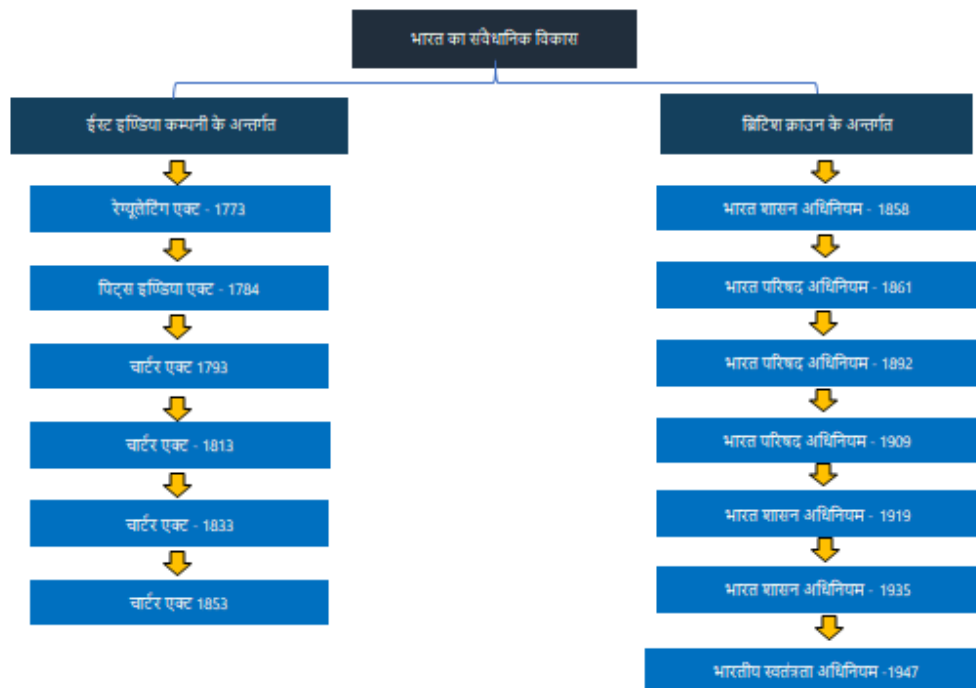 भारत का संवैधानिक विकास
ईस्ट इण्डिया कम्पनी के अन्तर्गत
रेग्यूलेटिंग एक्ट - 1773
पिट्स इण्डिया एक्ट - 1784
चार्टर एक्ट 1793
चार्टर एक्ट - 1813
चार्टर एक्ट - 1833
चार्टर एक्ट 1853
ब्रिटिश क्राउन के अन्तर्गत
भारत शासन अधिनियम - 1858
भारत परिषद अधिनियम - 1861
भारत परिषद अधिनियम - 1892
भारत परिषद अधिनियम - 1909
भारत शासन अधिनियम - 1919
भारत शासन अधिनियम - 1935
भारतीय स्वतंत्रता अधिनियम -1947